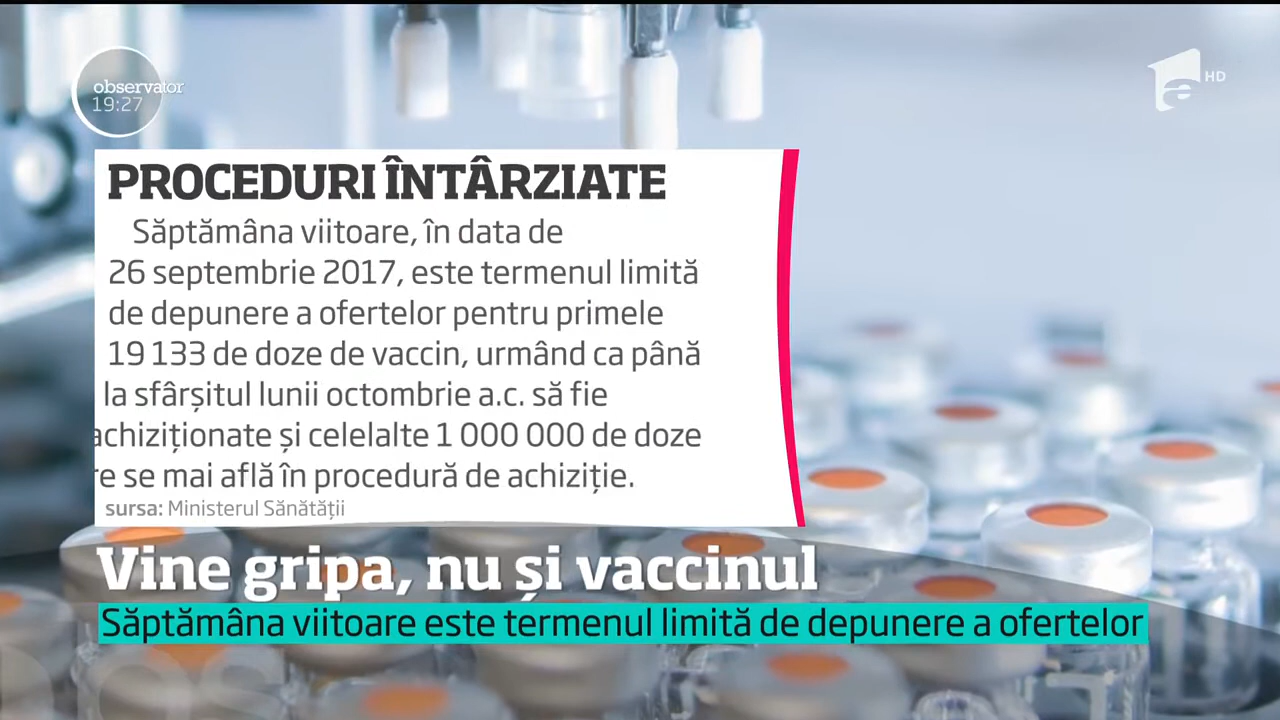 observator
19:27
HD
PROCEDURI ÎNTÂRZIATE
Săptămâna viitoare, în data de
26 septembrie 2017, este termenul limită
de depunere a ofertelor pentru primele
19 133 de doze de vaccin, urmând ca până
la sfârșitul lunii octombrie a.c. să fie
achiziționate și celelalte 1 000 000 de doze
re se mai află în procedură de achiziție.
sursa: Ministerul Sănătății
Vine gripa, nu și vaccinul
Săptămâna viitoare este termenul limită de depunere a ofertelor